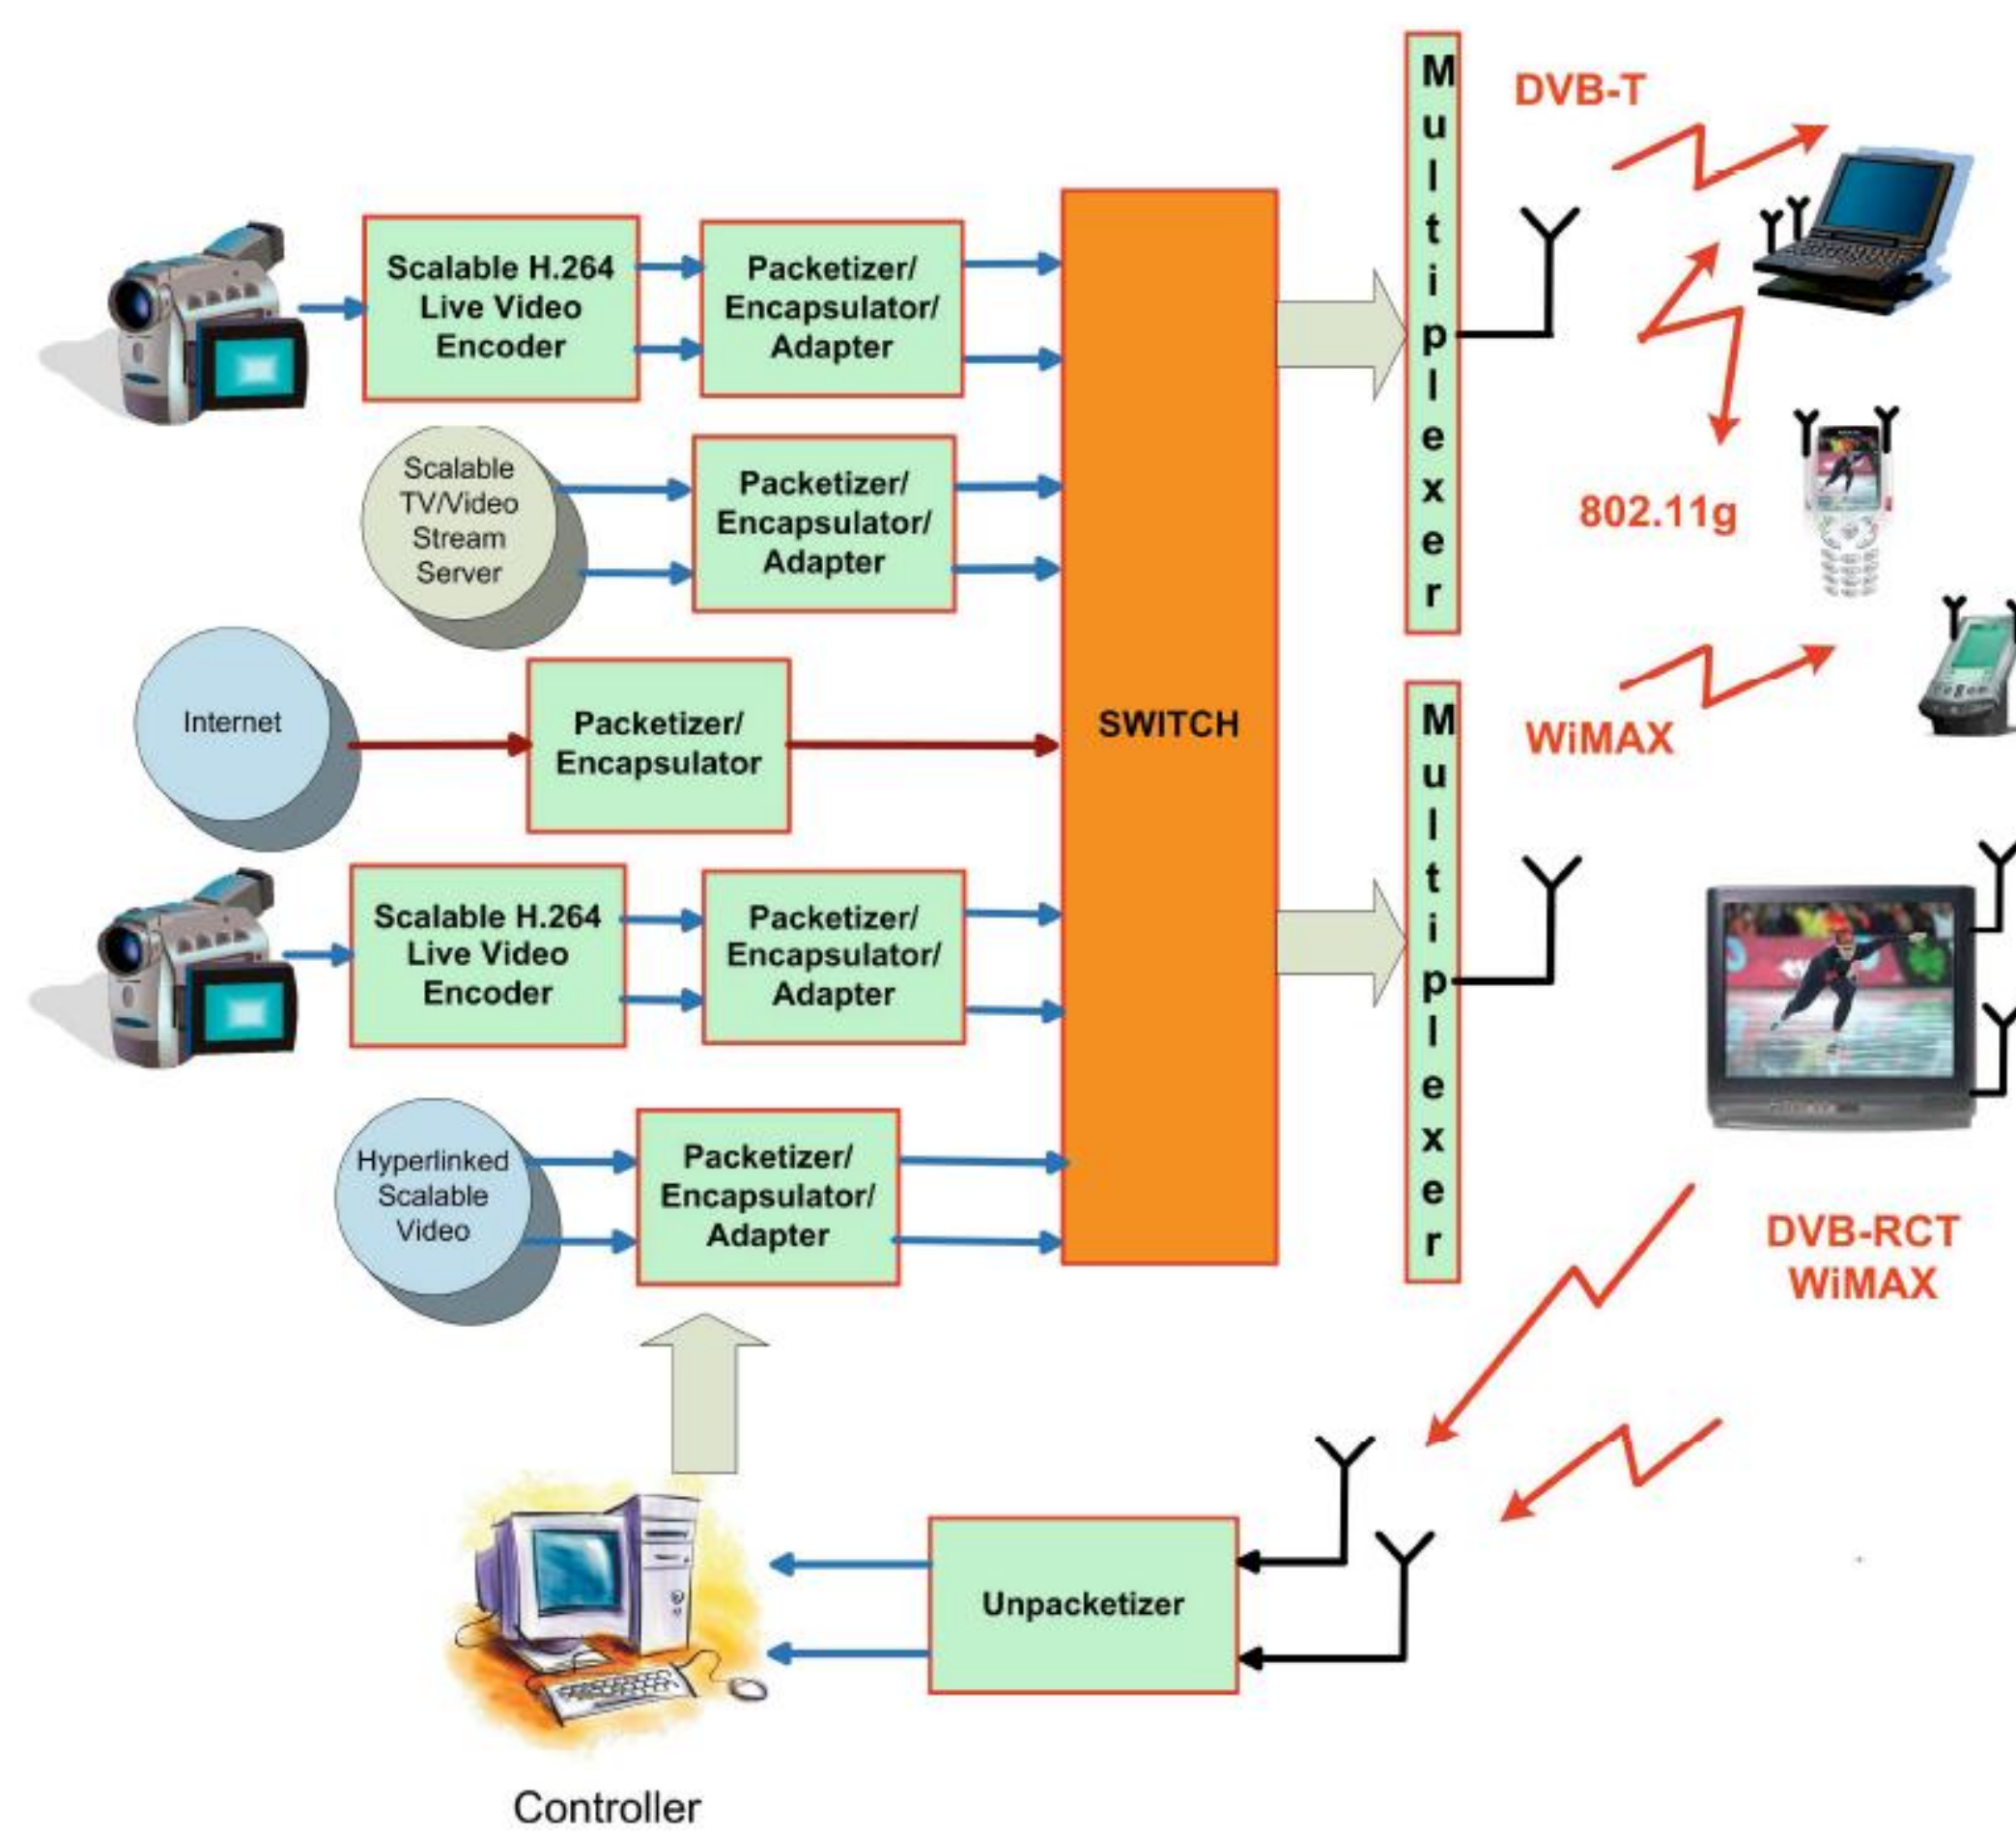 Multiplexer
DVB-T
Scalable H.264
Live Video
Encoder
Packetizer/
Encapsulator/
Adapter
Scalable
TV/Video
Stream
Server
Packetizer/
Encapsulator/
Adapter
802.11g
Internet
Packetizer/
Encapsulator
SWITCH
Multiplexer
WiMAX
Scalable H.264
Live Video
Encoder
Packetizer/
Encapsulator/
Adapter
Hyperlinked
Scalable
Video
Packetizer/
Encapsulator/
Adapter
DVB-RCT
WiMAX
Unpacketizer
Controller